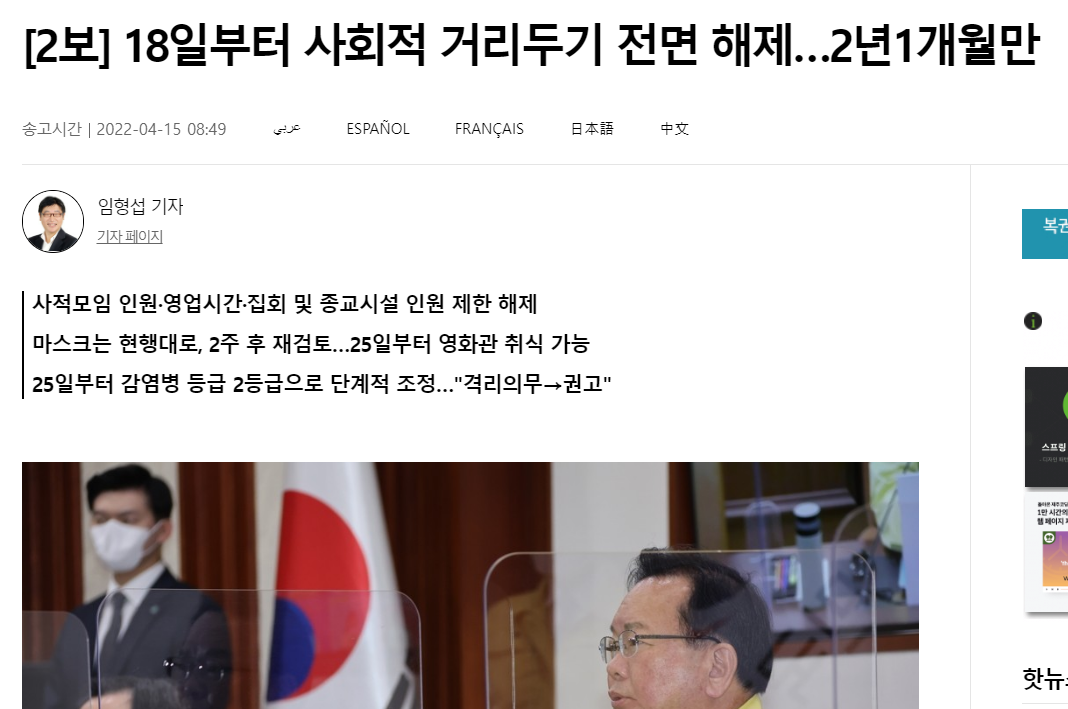 [2보] 18일부터 사회적 거리두기 전면 해제…2년1개월만
송고시간 | 2022-04-15 08:49 عربي ESPAÑOL FRANÇAIS 日本語 中文
임형섭 기자
기자 페이지
복권
사적모임 인원·영업시간·집회 및 종교시설 인원 제한 해제
마스크는 현행대로, 2주 후 재검토…25일부터 영화관 취식 가능
25일부터 감염병 등급 2등급으로 단계적 조정…"격리의무→권고"
스프링
1만 시간의
웹 페이지
핫뉴스